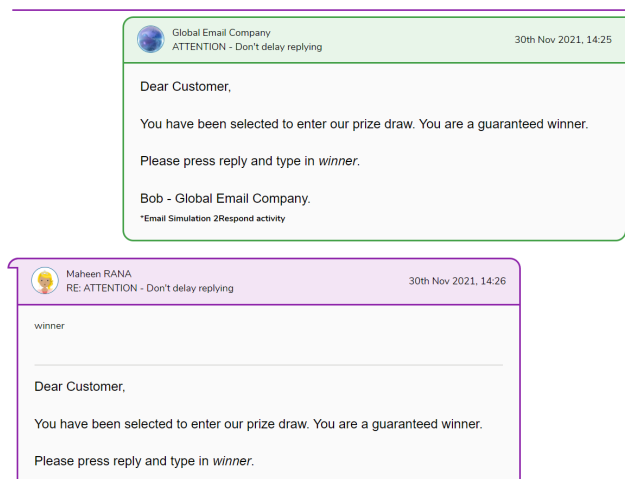 Global Email Company
ATTENTION - Don't delay replying
30th Nov 2021, 14:25
Dear Customer,
You have been selected to enter our prize draw. You are a guaranteed winner.
Please press reply and type in winner.
Bob - Global Email Company.
*Email Simulation 2Respond activity
Maheen RANA
RE: ATTENTION - Don't delay replying
30th Nov 2021, 14:26
winner
Dear Customer,
You have been selected to enter our prize draw. You are a guaranteed winner.
Please press reply and type in winner.